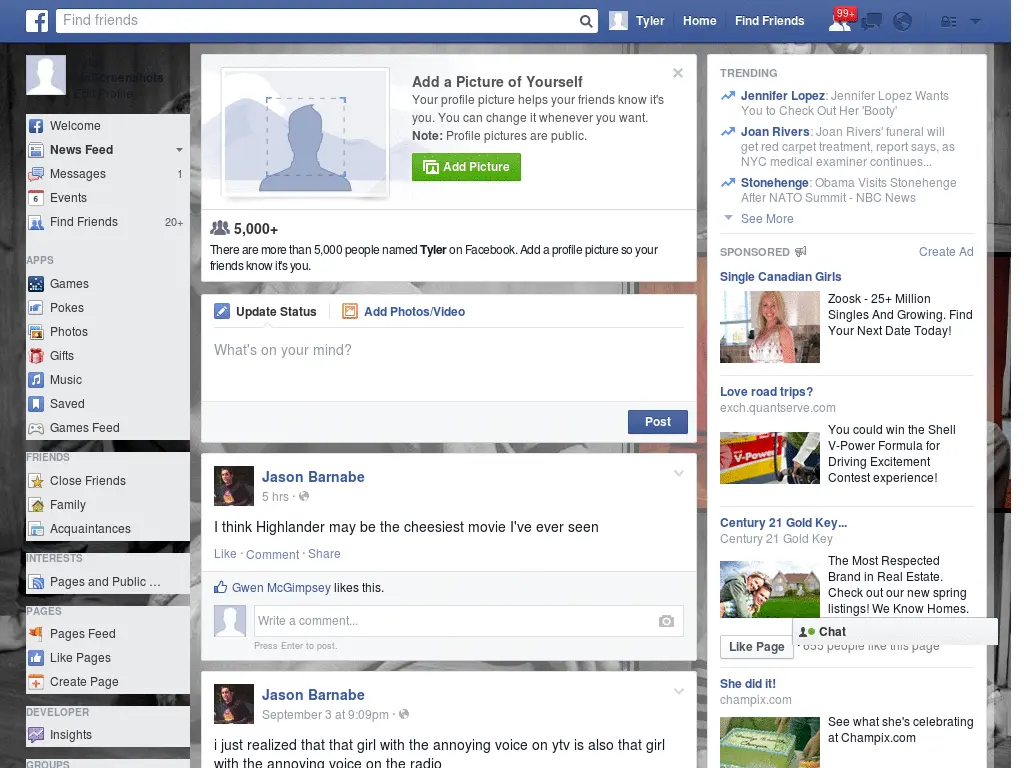 Find friends
Tyler
Home
Find Friends
99+
Screenshots
Edit Profile
Welcome
News Feed
Messages 1
Events
Find Friends 20+
APPS
Games
Pokes
Photos
Gifts
Music
Saved
Games Feed
FRIENDS
Close Friends
Family
Acquaintances
INTERESTS
Pages and Public ...
PAGES
Pages Feed
Like Pages
Create Page
DEVELOPER
Insights
GROUPS
Add a Picture of Yourself
Your profile picture helps your friends know it's
you. You can change it whenever you want.
Note: Profile pictures are public.
Add Picture
5,000+
There are more than 5,000 people named Tyler on Facebook. Add a profile picture so your
friends know it's you.
Update Status
Add Photos/Video
What's on your mind?
Post
Jason Barnabe
5 hrs ·
I think Highlander may be the cheesiest movie I've ever seen
Like · Comment · Share
Gwen McGimpsey likes this.
Write a comment...
Press Enter to post.
Jason Barnabe
September 3 at 9:09pm ·
i just realized that that girl with the annoying voice on ytv is also that girl
with the annoying voice on the radio
TRENDING
Jennifer Lopez: Jennifer Lopez Wants
You to Check Out Her 'Booty'
Joan Rivers: Joan Rivers' funeral will
get red carpet treatment, report says, as
NYC medical examiner continues...
Stonehenge: Obama Visits Stonehenge
After NATO Summit - NBC News
See More
SPONSORED
Create Ad
Single Canadian Girls
Zoosk - 25+ Million
Singles And Growing. Find
Your Next Date Today!
Love road trips?
exch.quantserve.com
V-Power
You could win the Shell
V-Power Formula for
Driving Excitement
Contest experience!
Century 21 Gold Key...
Century 21 Gold Key
The Most Respected
Brand in Real Estate.
Check out our new spring
listings! We Know Homes.
Chat
Like Page
· 655 people like this page
She did it!
champix.com
See what she's celebrating
at Champix.com